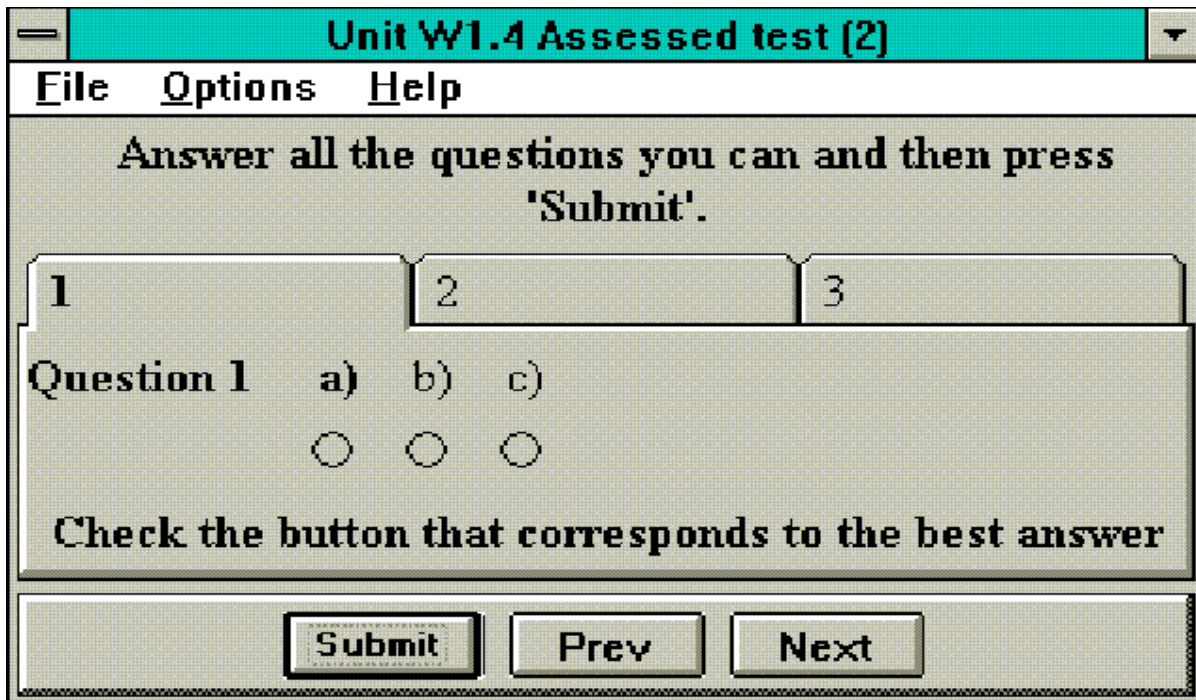 Unit W1.4 Assessed test (2)
File Options Help
Answer all the questions you can and then press
'Submit'.
1 2 3
Question 1 a) b) c)
Check the button that corresponds to the best answer
Submit Prev Next